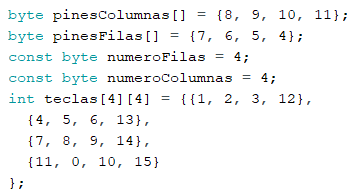 byte pinesColumnas[] = {8, 9, 10, 11};
byte pinesFilas[] = {7, 6, 5, 4};
const byte numeroFilas = 4;
const byte numeroColumnas = 4;
int teclas[4][4] = {{1, 2, 3, 12},
  {4, 5, 6, 13},
  {7, 8, 9, 14},
  {11, 0, 10, 15}
};